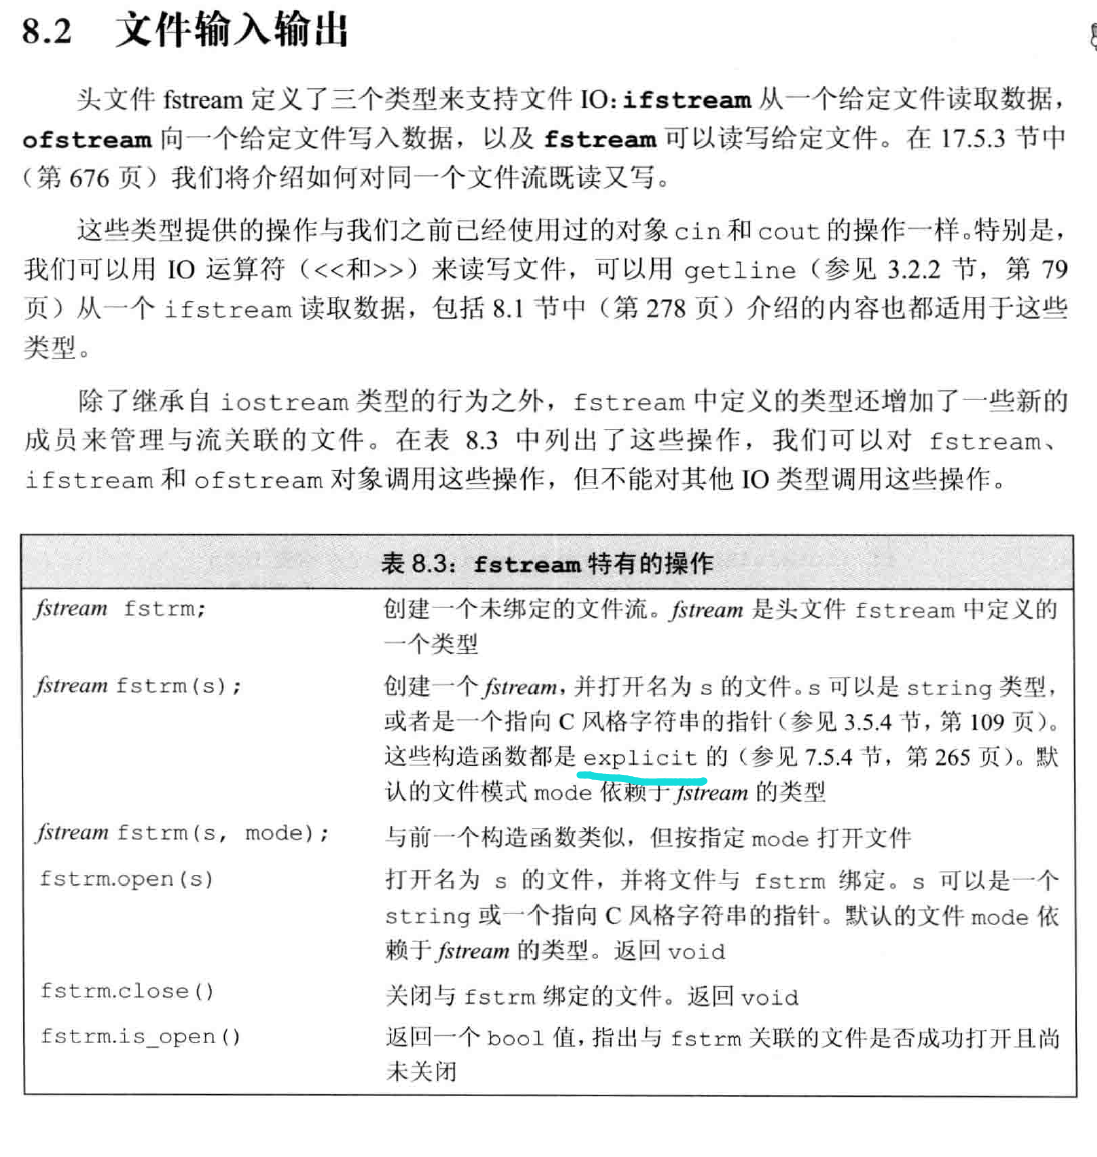 8.2 文件输入输出
头文件 fstream 定义了三个类型来支持文件 IO：ifstream 从一个给定文件读取数据，
ofstream 向一个给定文件写入数据，以及 fstream 可以读写给定文件。在 17.5.3 节中
（第 676 页）我们将介绍如何对同一个文件流既读又写。
这些类型提供的操作与我们之前已经使用过的对象 cin 和 cout 的操作一样。特别是，
我们可以用 IO 运算符（<<和>>）来读写文件，可以用 getline（参见 3.2.2 节，第 79
页）从一个 ifstream 读取数据，包括 8.1 节中（第 278 页）介绍的内容也都适用于这些
类型。
除了继承自 iostream 类型的行为之外，fstream 中定义的类型还增加了一些新的
成员来管理与流关联的文件。在表 8.3 中列出了这些操作，我们可以对 fstream、
ifstream 和 ofstream 对象调用这些操作，但不能对其他 IO 类型调用这些操作。
表 8.3：fstream 特有的操作
fstream fstrm; 创建一个未绑定的文件流。fstream 是头文件 fstream 中定义的
一个类型
fstream fstrm(s); 创建一个 fstream，并打开名为 s 的文件。s 可以是 string 类型，
或者是一个指向 C 风格字符串的指针（参见 3.5.4 节，第 109 页）。
这些构造函数都是 explicit 的（参见 7.5.4 节，第 265 页）。默
认的文件模式 mode 依赖于 fstream 的类型
fstream fstrm(s, mode); 与前一个构造函数类似，但按指定 mode 打开文件
fstrm.open(s) 打开名为 s 的文件，并将文件与 fstrm 绑定。s 可以是一个
string 或一个指向 C 风格字符串的指针。默认的文件 mode 依
赖于 fstream 的类型。返回 void
fstrm.close() 关闭与 fstrm 绑定的文件。返回 void
fstrm.is_open() 返回一个 bool 值，指出与 fstrm 关联的文件是否成功打开且尚
未关闭